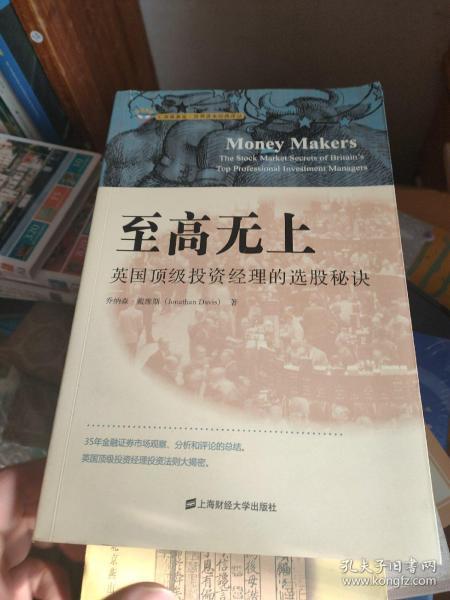 Money Makers
The Stock Market Secrets of Britain's
Top Professional Investment Managers
至高无上
英国顶级投资经理的选股秘诀
乔纳森·戴维斯（Jonathan Davis） 著
35年金融证券市场观察、分析和评论的总结。
英国顶级投资经理投资法则大揭密。
上海财经大学出版社
孔夫子旧书网